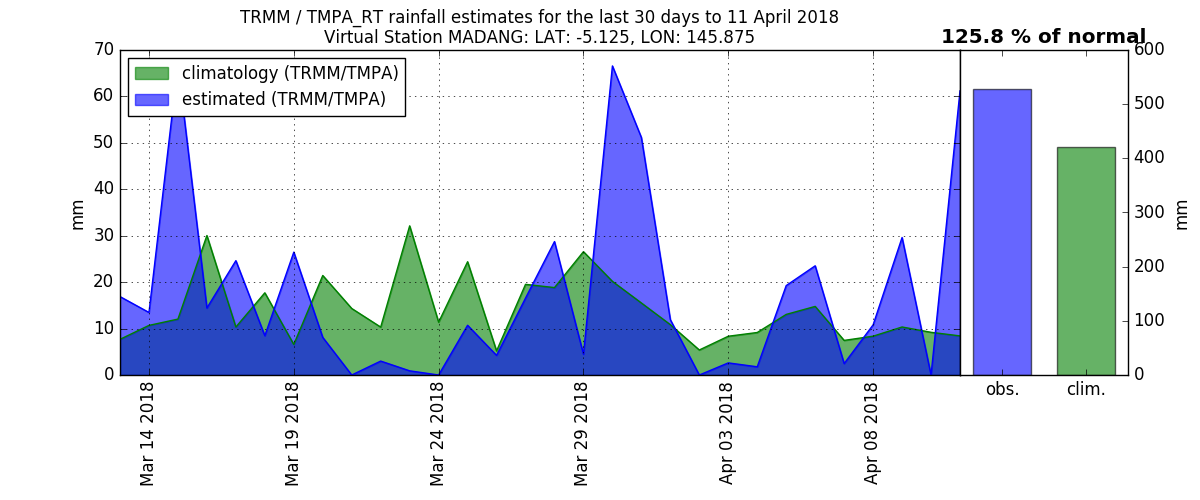 TRMM / TMPA_RT rainfall estimates for the last 30 days to 11 April 2018
Virtual Station MADANG: LAT: -5.125, LON: 145.875
125.8 % of normal
climatology (TRMM/TMPA)
estimated (TRMM/TMPA)
70
60
50
40
30
20
10
0
mm
Mar 14 2018
Mar 19 2018
Mar 24 2018
Mar 29 2018
Apr 03 2018
Apr 08 2018
obs.
clim.
600
500
400
300
200
100
0
mm